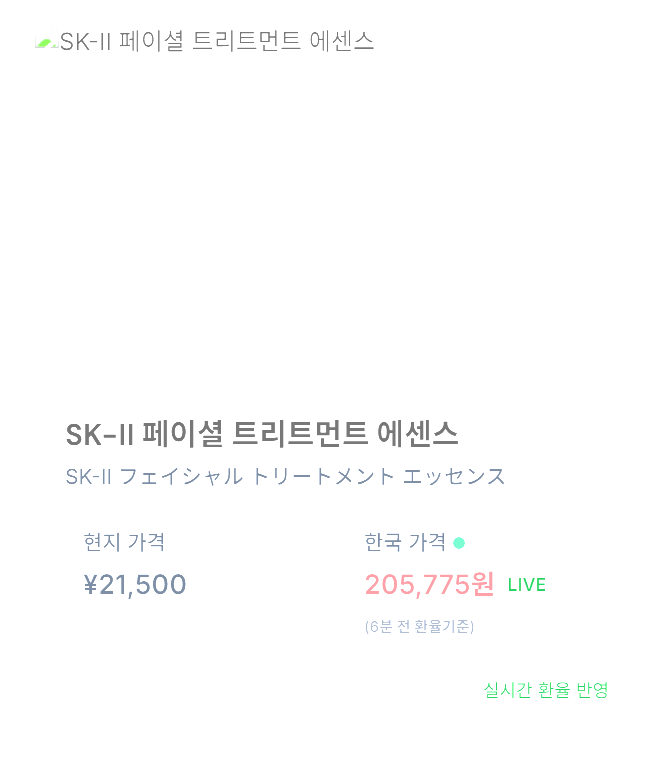 SK-II 페이셜 트리트먼트 에센스
SK-II 페이셜 트리트먼트 에센스
SK-II フェイシャル トリートメント エッセンス
현지 가격
한국 가격
¥21,500
205,775원 LIVE
(6분 전 환율기준)
실시간 환율 반영